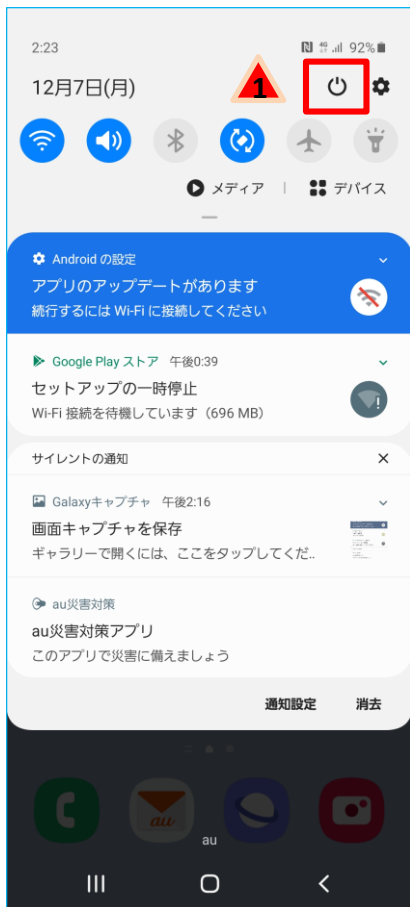 2:23 92%
12月7日(月)
1
メディア | デバイス
Android の設定
アプリのアップデートがあります
続行するには Wi-Fi に接続してください
Google Play ストア 午後0:39
セットアップの一時停止
Wi-Fi 接続を待機しています（696 MB）
サイレントの通知
Galaxyキャプチャ 午後2:16
画面キャプチャを保存
ギャラリーで開くには、ここをタップしてくだ..
au災害対策
au災害対策アプリ
このアプリで災害に備えましょう
通知設定 消去
au
au